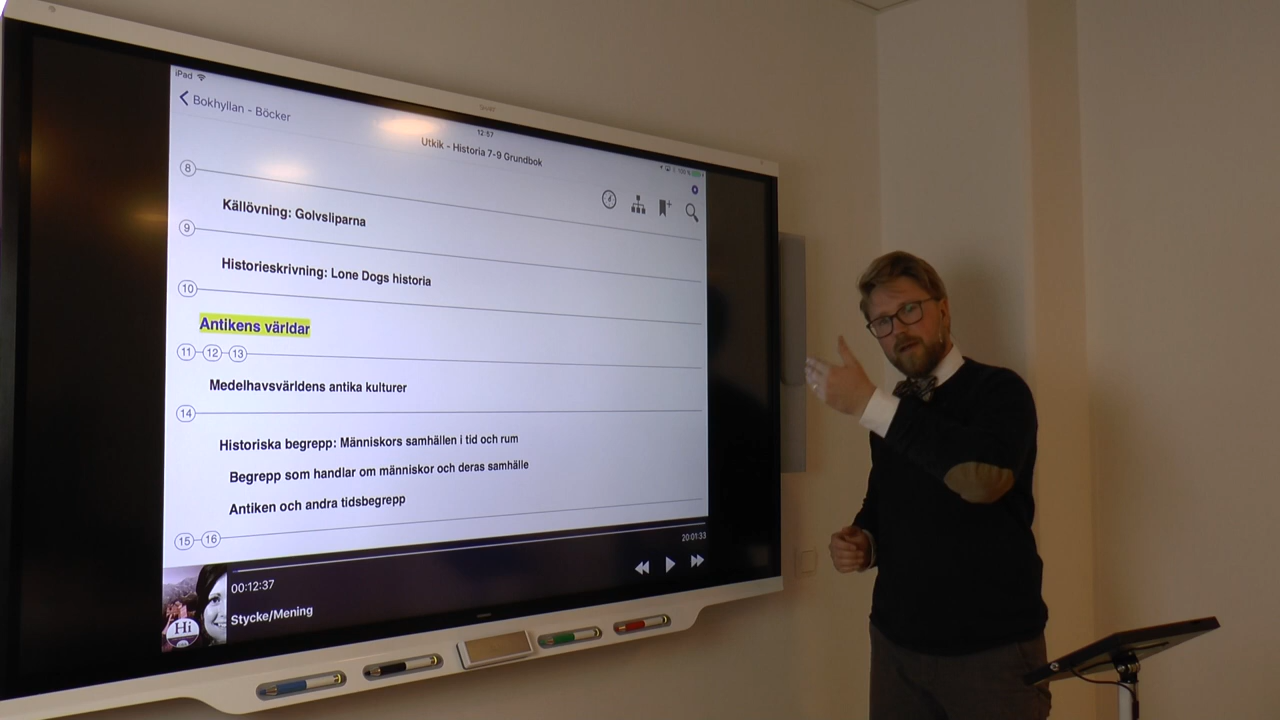 SMART
iPad
Bokhyllan - Böcker
12:57
100 %
Utkik - Historia 7-9 Grundbok
8
Källövning: Golvsliparna
9
Historieskrivning: Lone Dogs historia
10
Antikens världar
11 12 13
Medelhavsvärldens antika kulturer
14
Historiska begrepp: Människors samhällen i tid och rum
Begrepp som handlar om människor och deras samhälle
Antiken och andra tidsbegrepp
15 16
20:01:33
00:12:37
Stycke/Mening
Hi